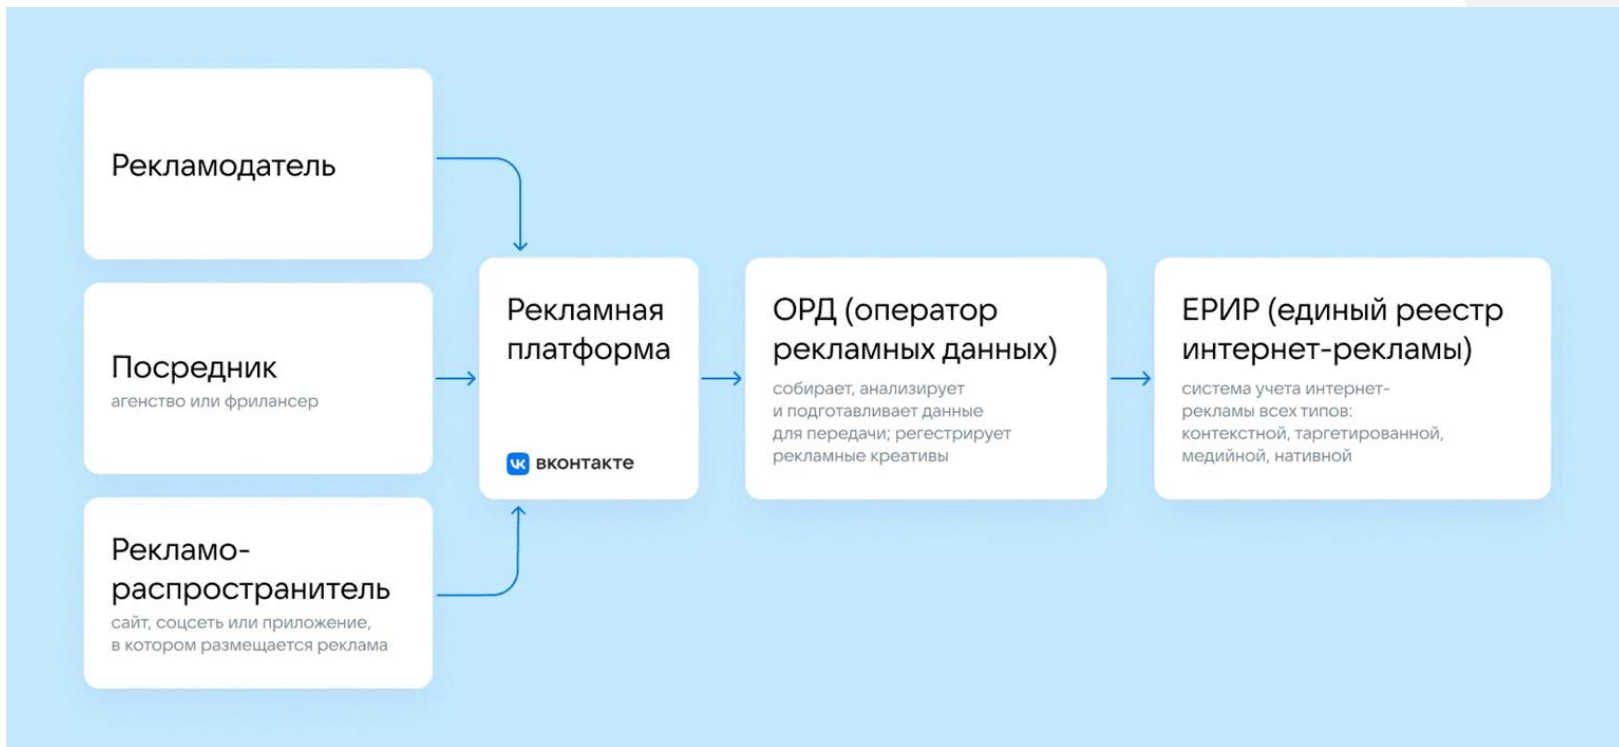 Рекламодатель
Посредник
агенство или фрилансер
Рекламо-
распространитель
сайт, соцсеть или приложение,
в котором размещается реклама
Рекламная
платформа
вконтакте
ОРД (оператор
рекламных данных)
собирает, анализирует
и подготавливает данные
для передачи; регестрирует
рекламные креативы
ЕРИР (единый реестр
интернет-рекламы)
система учета интернет-
рекламы всех типов:
контекстной, таргетированной,
медийной, нативной